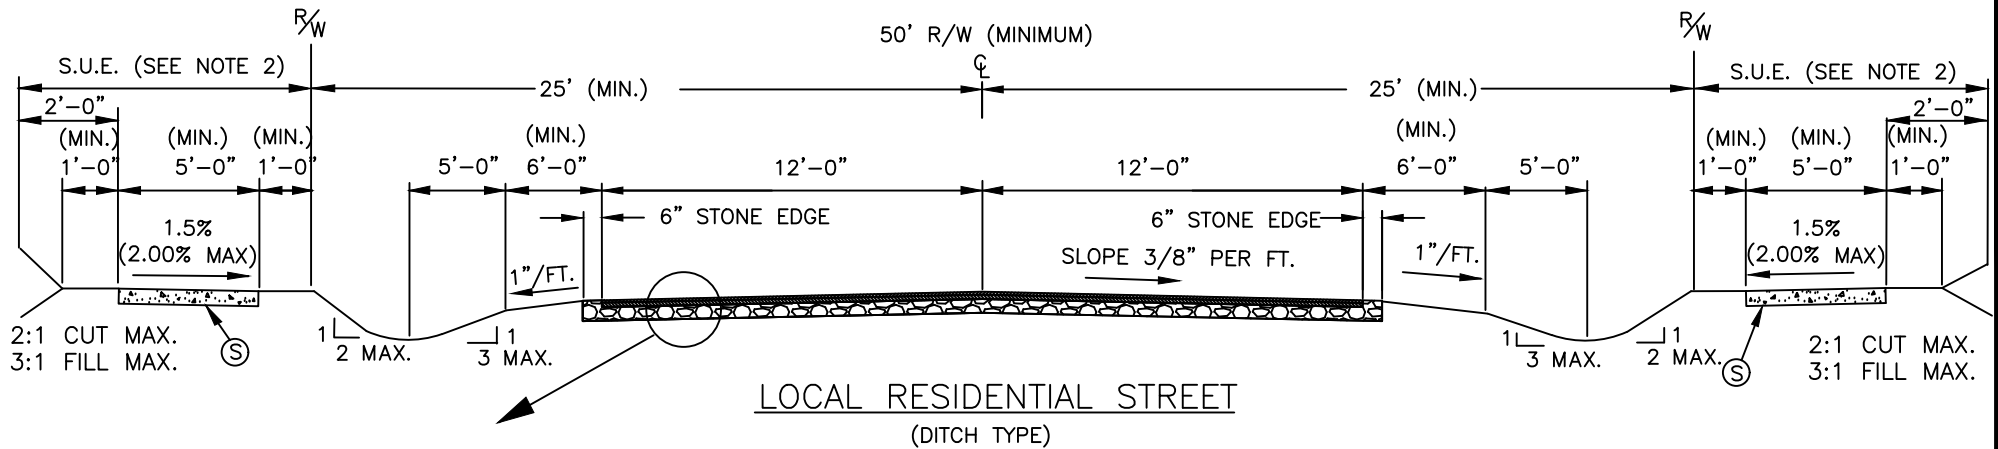 R/W
50' R/W (MINIMUM)
R/W
S.U.E. (SEE NOTE 2)
℄
S.U.E. (SEE NOTE 2)
25' (MIN.)
25' (MIN.)
2'-0"
2'-0"
(MIN.) (MIN.) (MIN.)
(MIN.)
(MIN.)
(MIN.) (MIN.) (MIN.)
1'-0" 5'-0" 1'-0" 5'-0" 6'-0" 12'-0" 12'-0" 6'-0" 5'-0" 1'-0" 5'-0" 1'-0"
6" STONE EDGE
6" STONE EDGE
1.5%
(2.00% MAX)
1"/FT.
SLOPE 3/8" PER FT.
1"/FT.
1.5%
(2.00% MAX)
2:1 CUT MAX.
3:1 FILL MAX.
S
1
2 MAX.
1
3 MAX.
1
3 MAX.
1
2 MAX.
S
2:1 CUT MAX.
3:1 FILL MAX.
LOCAL RESIDENTIAL STREET
(DITCH TYPE)